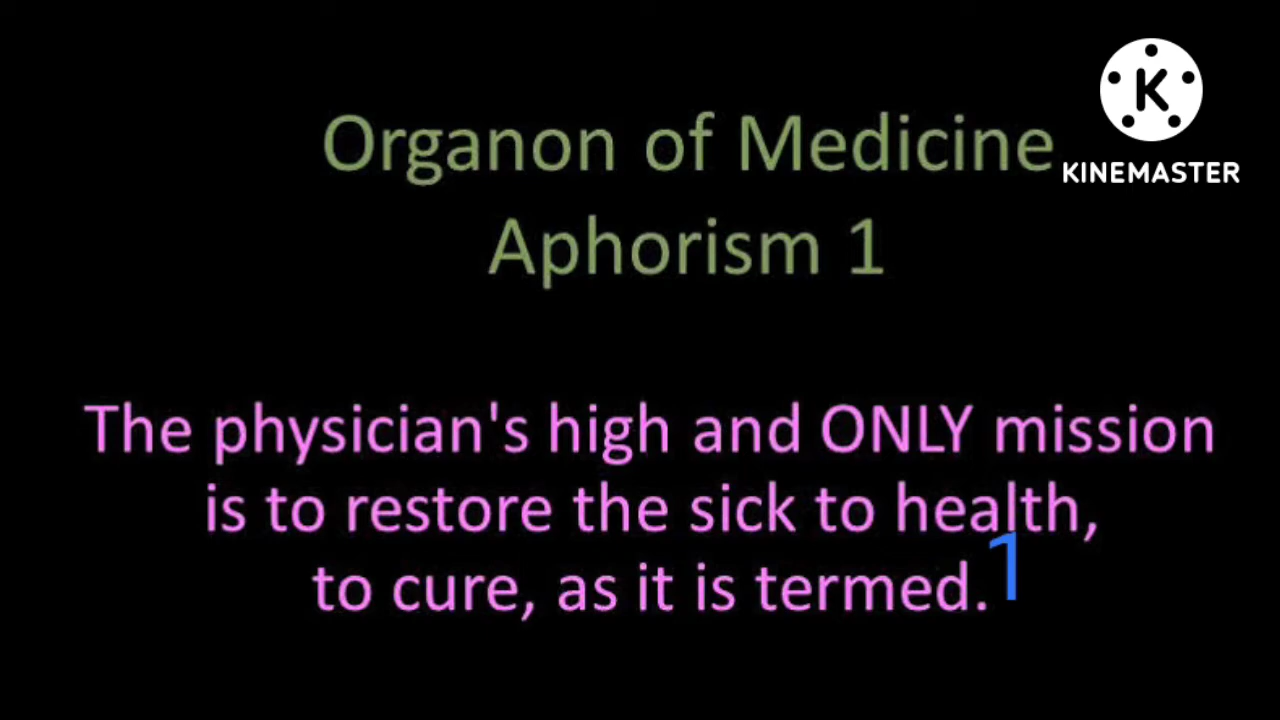 Organon of Medicine
K
KINEMASTER
Aphorism 1
The physician's high and ONLY mission
is to restore the sick to health,
to cure, as it is termed.1